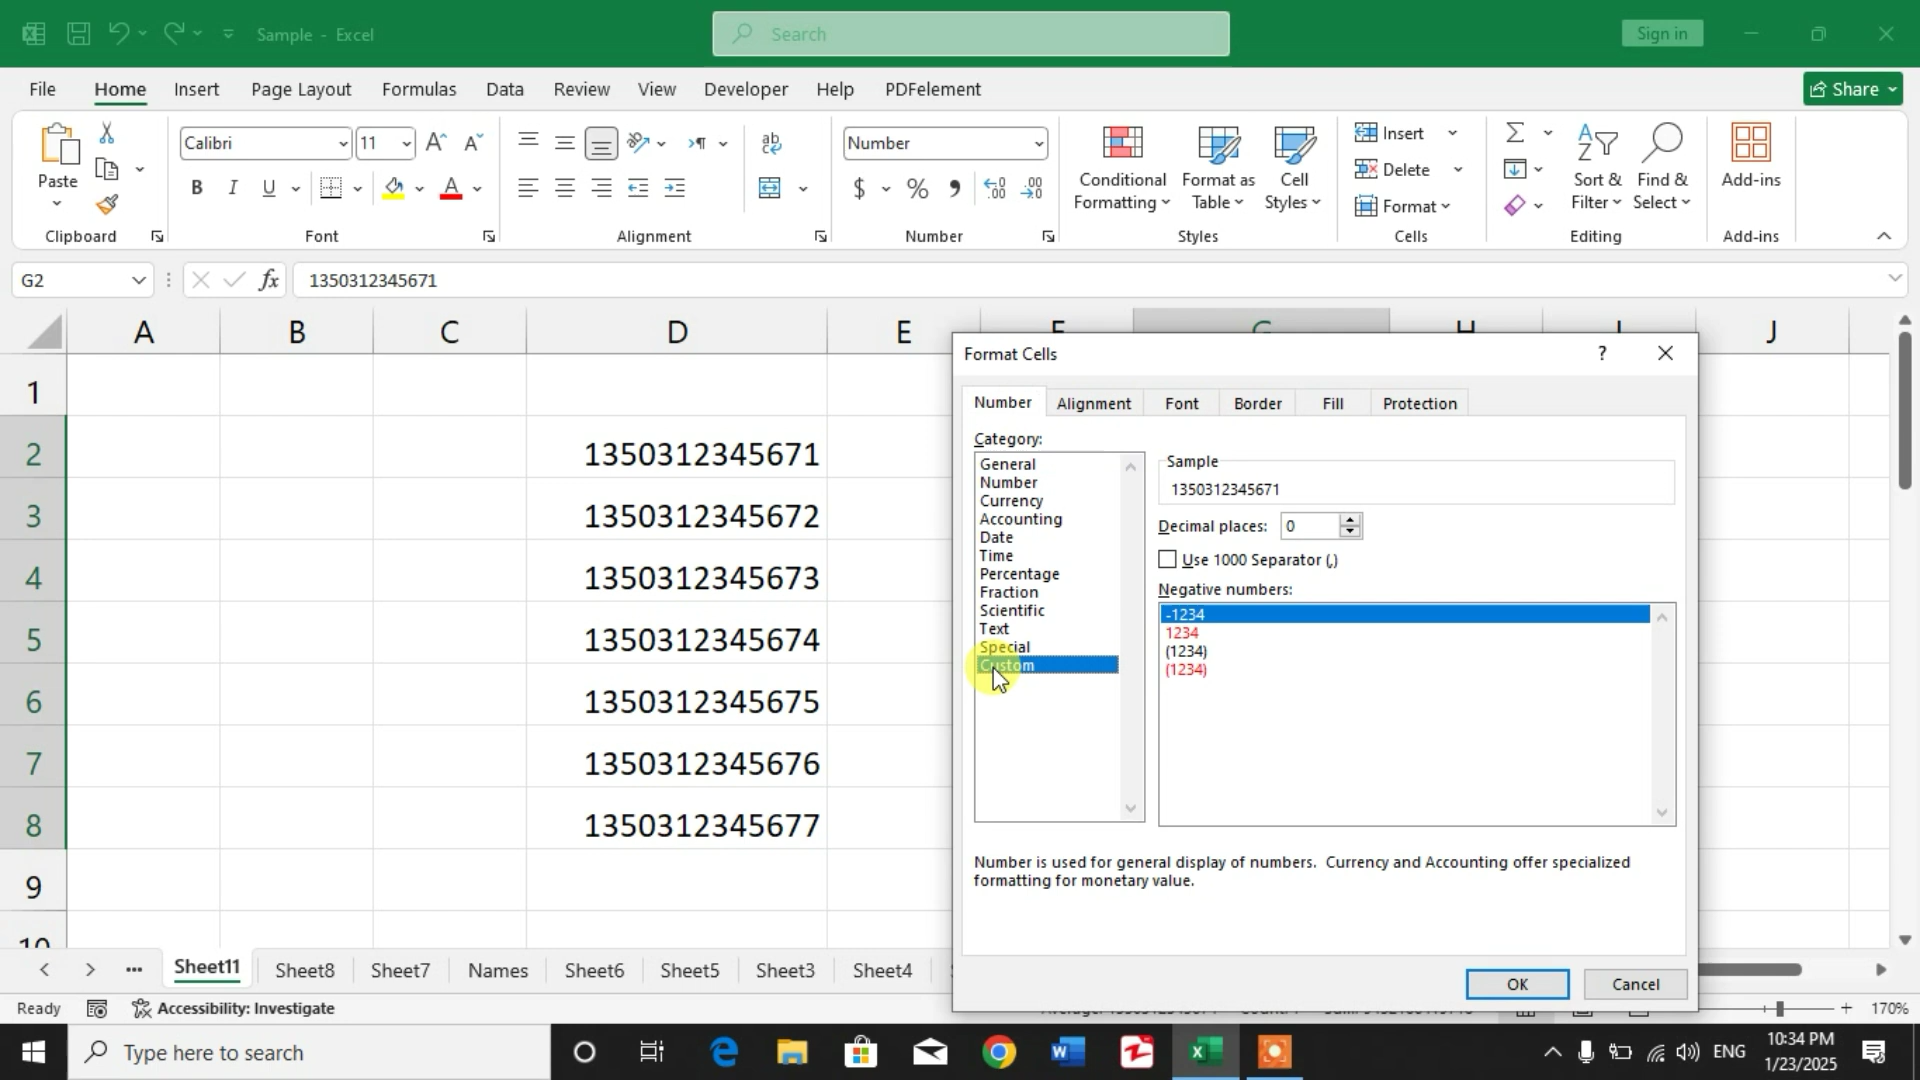 Sample - Excel
Search
Sign in
File Home Insert Page Layout Formulas Data Review View Developer Help PDFelement
Share
Paste
Calibri
11
Number
Conditional Formatting
Format as Table
Cell Styles
Insert
Delete
Format
Sort & Filter
Find & Select
Add-ins
Clipboard Font Alignment Number Styles Cells Editing Add-ins
G2
fx
1350312345671
A B C D E F G H I J
1
2 1350312345671
3 1350312345672
4 1350312345673
5 1350312345674
6 1350312345675
7 1350312345676
8 1350312345677
9
10
Format Cells
?
Number Alignment Font Border Fill Protection
Category:
General
Number
Currency
Accounting
Date
Time
Percentage
Fraction
Scientific
Text
Special
Custom
Sample
1350312345671
Decimal places: 0
Use 1000 Separator (,)
Negative numbers:
-1234
1234
(1234)
(1234)
Number is used for general display of numbers. Currency and Accounting offer specialized
formatting for monetary value.
OK Cancel
Sheet11 Sheet8 Sheet7 Names Sheet6 Sheet5 Sheet3 Sheet4
Ready Accessibility: Investigate
170%
Type here to search
ENG
10:34 PM
1/23/2025